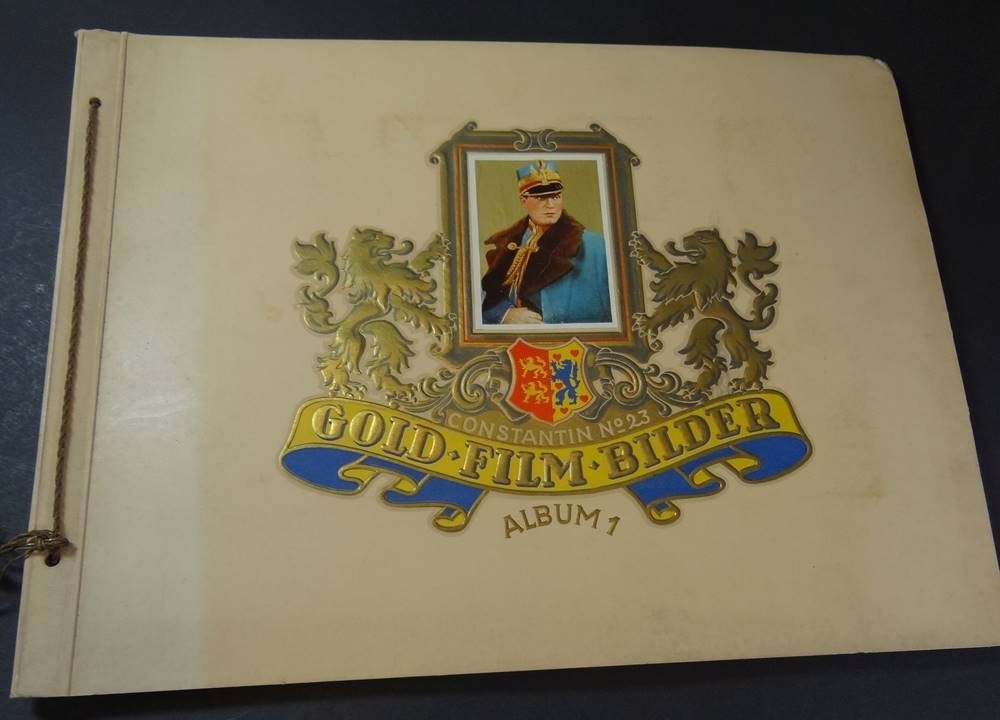 CONSTANTIN No 23
GOLD·FILM·BILDER
ALBUM 1